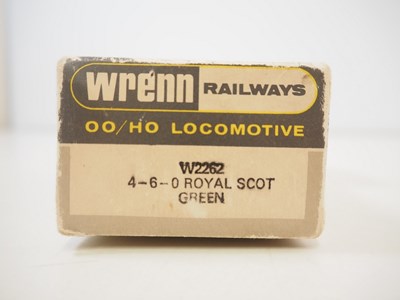 wrenn RAILWAYS
OO/HO LOCOMOTIVE
W2262
4-6-0 ROYAL SCOT
GREEN